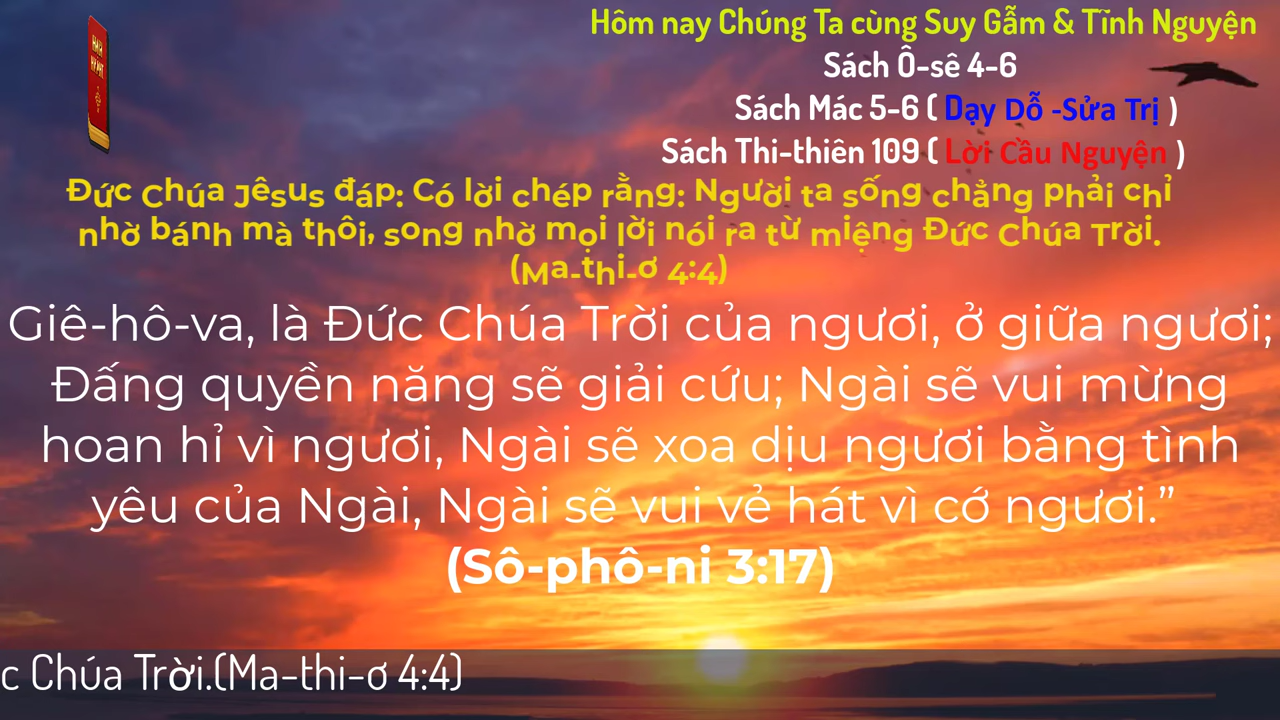 Hôm nay Chúng Ta cùng Suy Gẫm & Tĩnh Nguyện
Sách Ô-sê 4-6
Sách Mác 5-6 ( Dạy Dỗ -Sửa Trị )
Sách Thi-thiên 109 ( Lời Cầu Nguyện )
Đức Chúa Jêsus đáp: Có lời chép rằng: Người ta sống chẳng phải chỉ
nhờ bánh mà thôi, song nhờ mọi lời nói ra từ miệng Đức Chúa Trời.
(Ma-thi-ơ 4:4)
Giê-hô-va, là Đức Chúa Trời của ngươi, ở giữa ngươi;
Đấng quyền năng sẽ giải cứu; Ngài sẽ vui mừng
hoan hỉ vì ngươi, Ngài sẽ xoa dịu ngươi bằng tình
yêu của Ngài, Ngài sẽ vui vẻ hát vì cớ ngươi.”
(Sô-phô-ni 3:17)
c Chúa Trời.(Ma-thi-ơ 4:4)